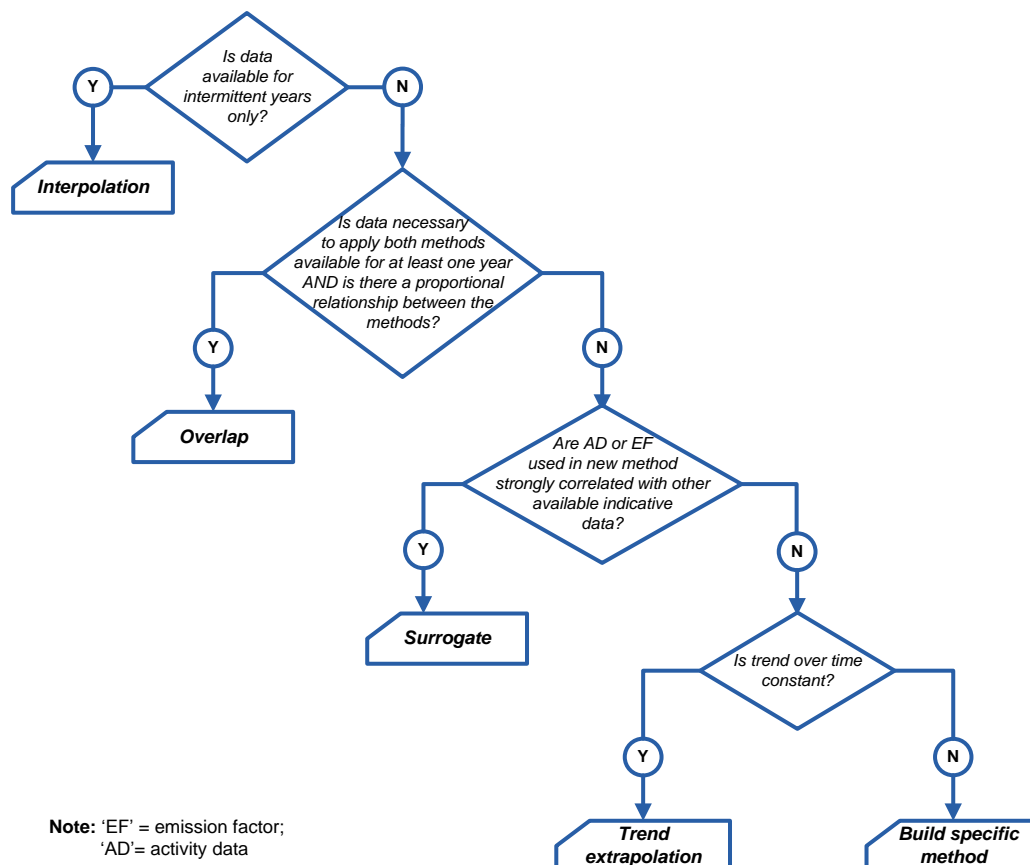 Is data
available for
intermittent years
only?
Y
N
Interpolation
Is data necessary
to apply both methods
available for at least one year
AND is there a proportional
relationship between the
methods?
Y
N
Overlap
Are AD or EF
used in new method
strongly correlated with other
available indicative
data?
Y
N
Surrogate
Is trend over time
constant?
Y
N
Trend
extrapolation
Build specific
method
Note: ‘EF’ = emission factor;
‘AD’= activity data